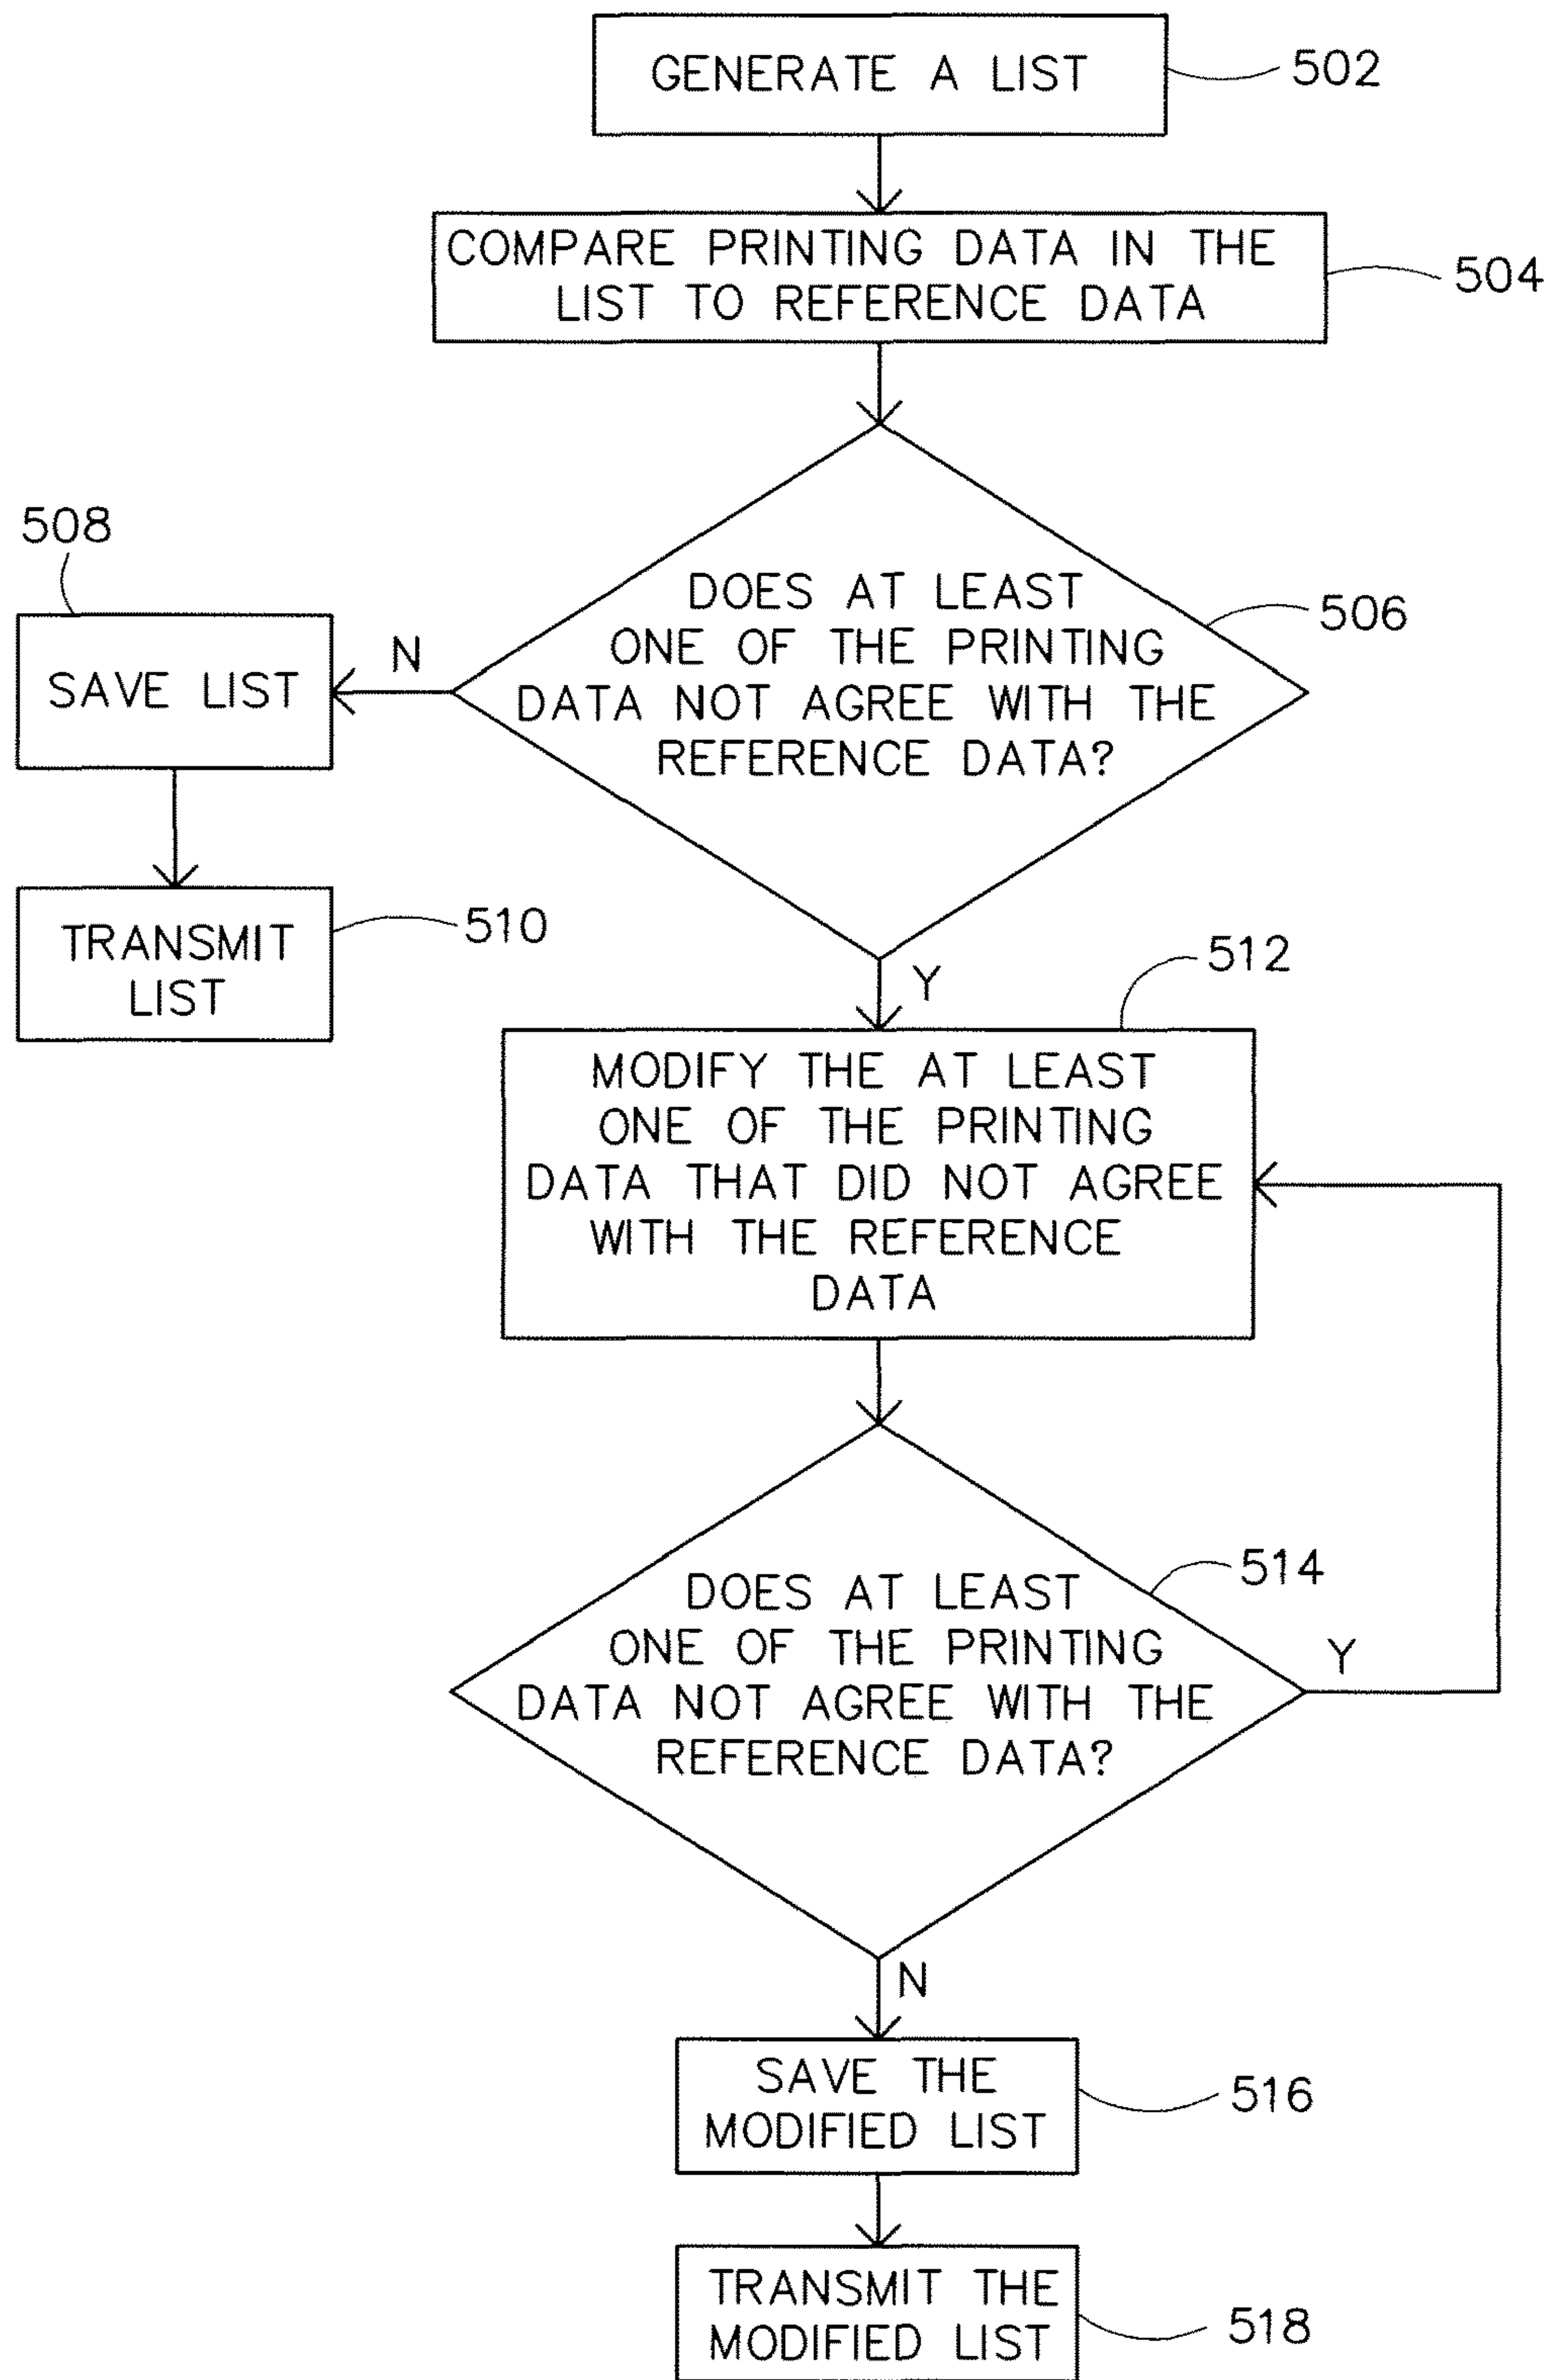 GENERATE A LIST
502
COMPARE PRINTING DATA IN THE
LIST TO REFERENCE DATA
504
DOES AT LEAST
ONE OF THE PRINTING
DATA NOT AGREE WITH THE
REFERENCE DATA?
506
N
508
SAVE LIST
TRANSMIT
LIST
510
Y
512
MODIFY THE AT LEAST
ONE OF THE PRINTING
DATA THAT DID NOT AGREE
WITH THE REFERENCE
DATA
DOES AT LEAST
ONE OF THE PRINTING
DATA NOT AGREE WITH THE
REFERENCE DATA?
514
Y
N
SAVE THE
MODIFIED LIST
516
TRANSMIT THE
MODIFIED LIST
518